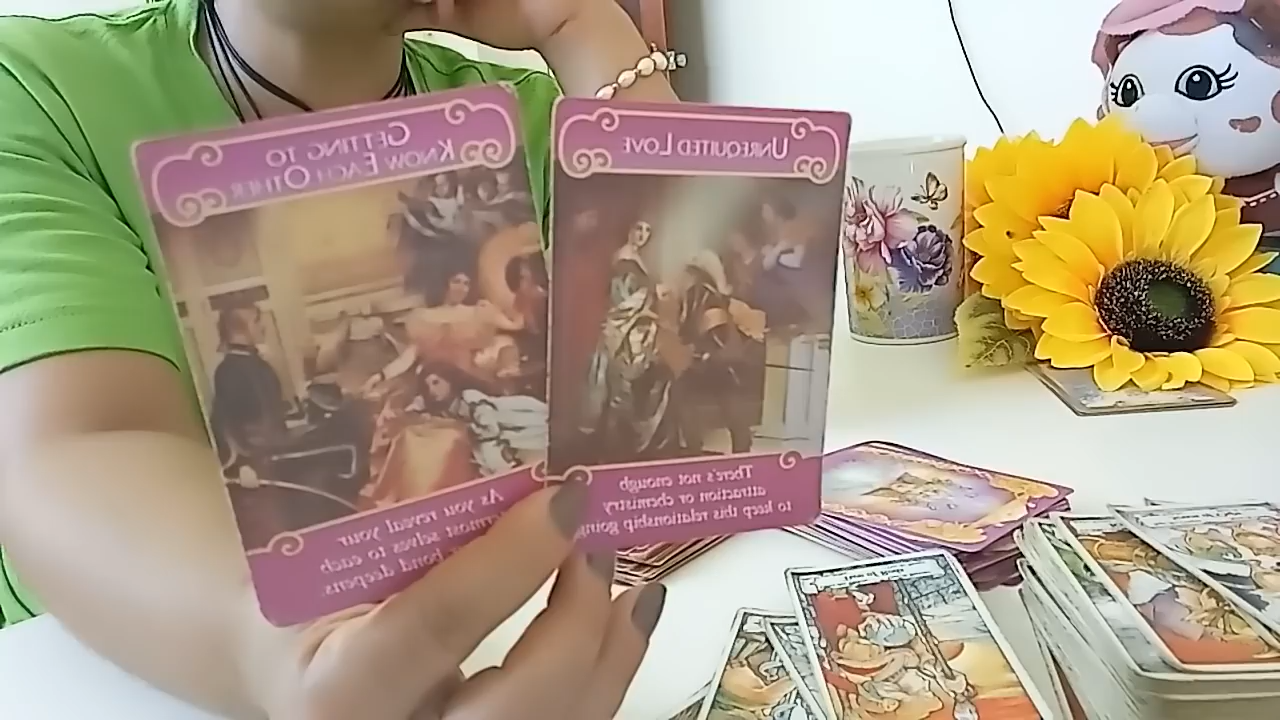 GETTING TO
KNOW EACH OTHER
As you reveal your
selves to each
bond deepens.
UNREQUITED LOVE
There's not enough
attraction or chemistry
to keep this relationship going